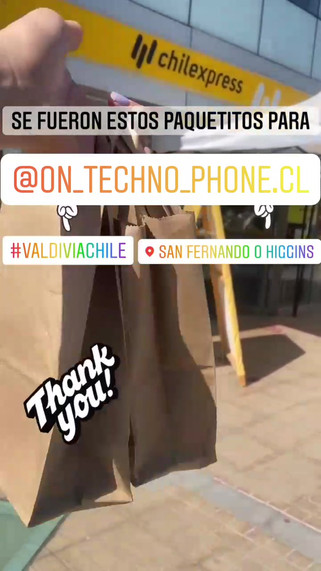 chilexpress
SE FUERON ESTOS PAQUETITOS PARA
@ON_TECHNO_PHONE.CL
#VALDIVIACHILE
SAN FERNANDO O HIGGINS
Thank
you!